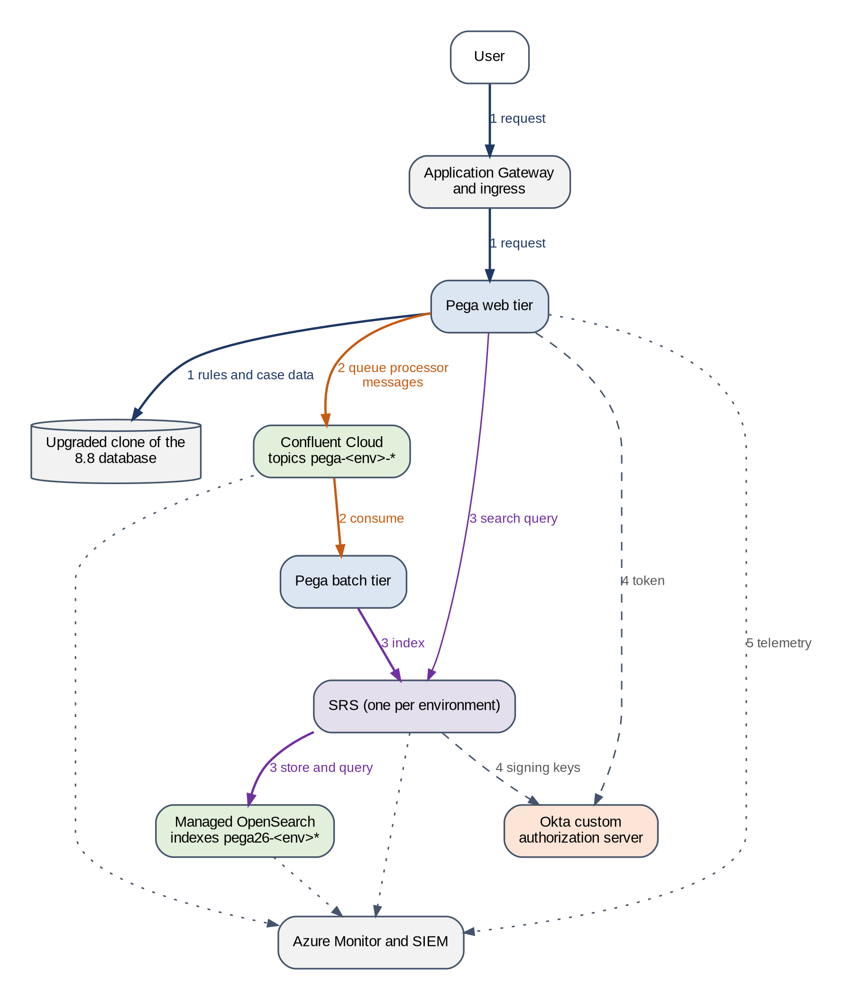 User
1 request
Application Gateway
and ingress
1 request
Pega web tier
1 rules and case data
2 queue processor
messages
Upgraded clone of the
8.8 database
Confluent Cloud
topics pega-<env>-*
2 consume
3 search query
Pega batch tier
4 token
3 index
5 telemetry
SRS (one per environment)
3 store and query
4 signing keys
Managed OpenSearch
indexes pega26-<env>*
Okta custom
authorization server
Azure Monitor and SIEM